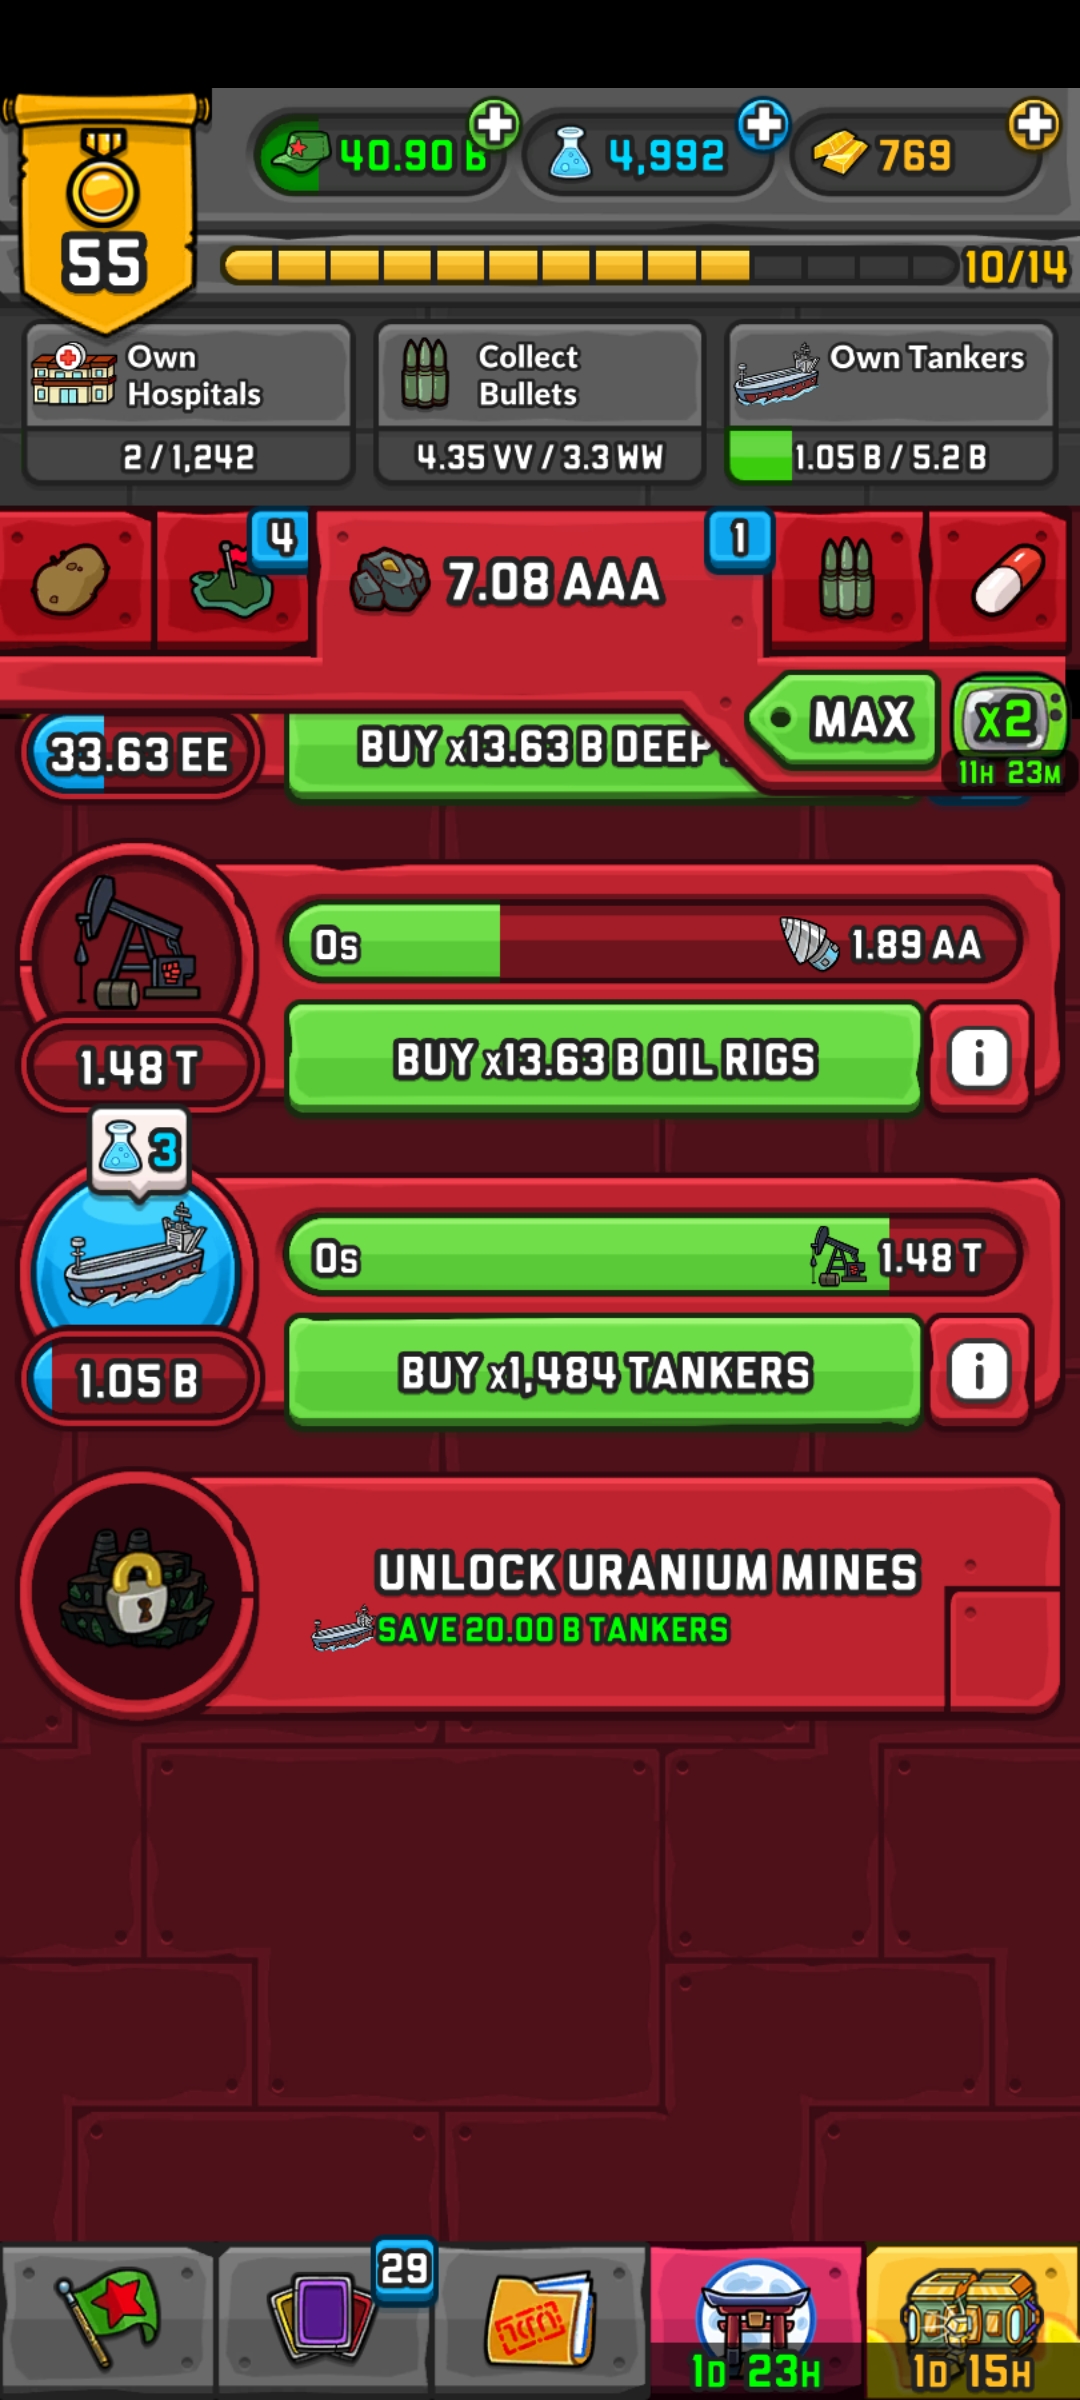 55
40.90 B
4,992
769
10/14
Own
Hospitals
2 / 1,242
Collect
Bullets
4.35 VV / 3.3 WW
Own Tankers
1.05 B / 5.2 B
4
7.08 AAA
1
MAX
x2
11H 23M
33.63 EE
BUY x13.63 B DEEP
0s
1.89 AA
1.48 T
BUY x13.63 B OIL RIGS
i
3
0s
1.48 T
1.05 B
BUY x1,484 TANKERS
i
UNLOCK URANIUM MINES
SAVE 20.00 B TANKERS
29
1D 23H
1D 15H